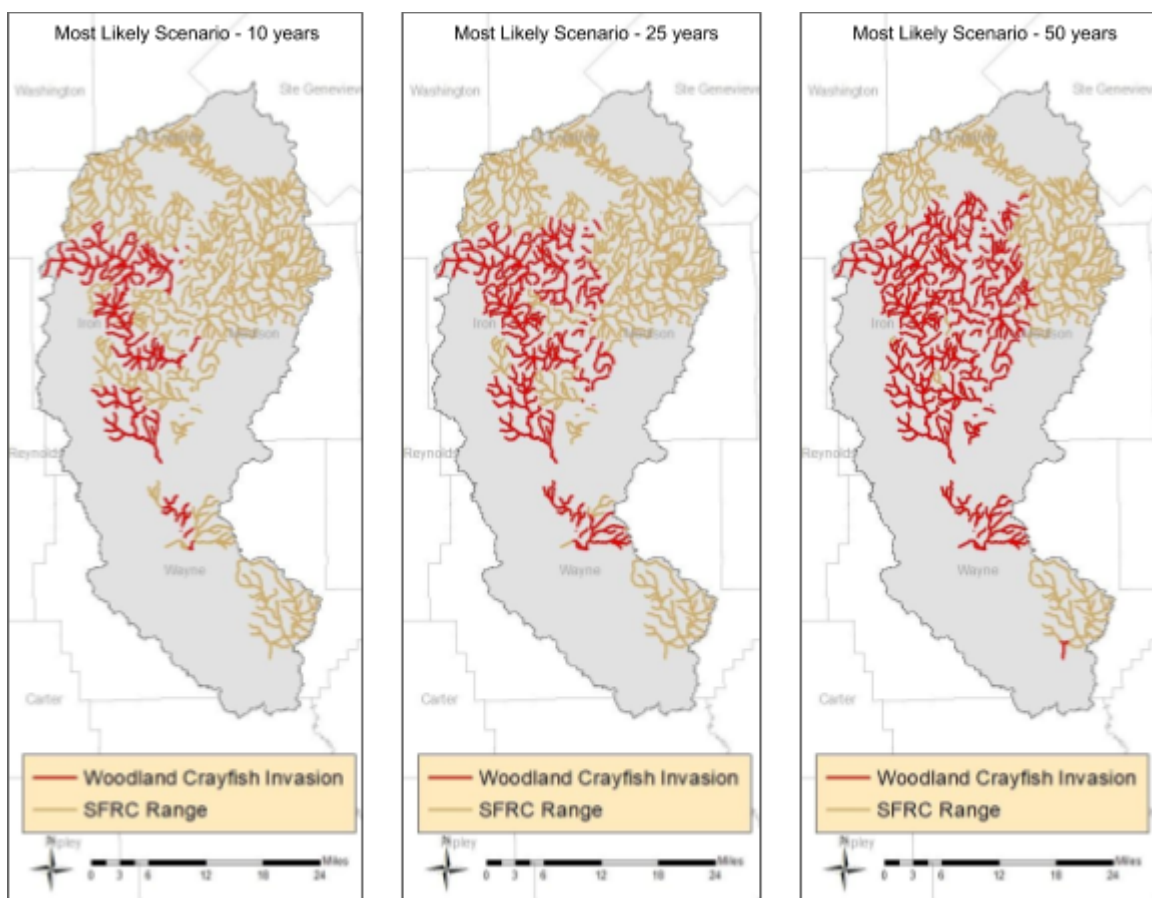 Most Likely Scenario - 10 years
Washington
Ste Genevieve
Iron
Reynolds
Wayne
Carter
Woodland Crayfish Invasion
SFRC Range
Miles
0 3 6 12 18 24
Most Likely Scenario - 25 years
Washington
Ste Genevieve
Iron
Reynolds
Wayne
Carter
Woodland Crayfish Invasion
SFRC Range
Miles
0 3 6 12 18 24
Most Likely Scenario - 50 years
Washington
Ste Genevieve
Iron
Reynolds
Wayne
Carter
Woodland Crayfish Invasion
SFRC Range
Miles
0 3 6 12 18 24